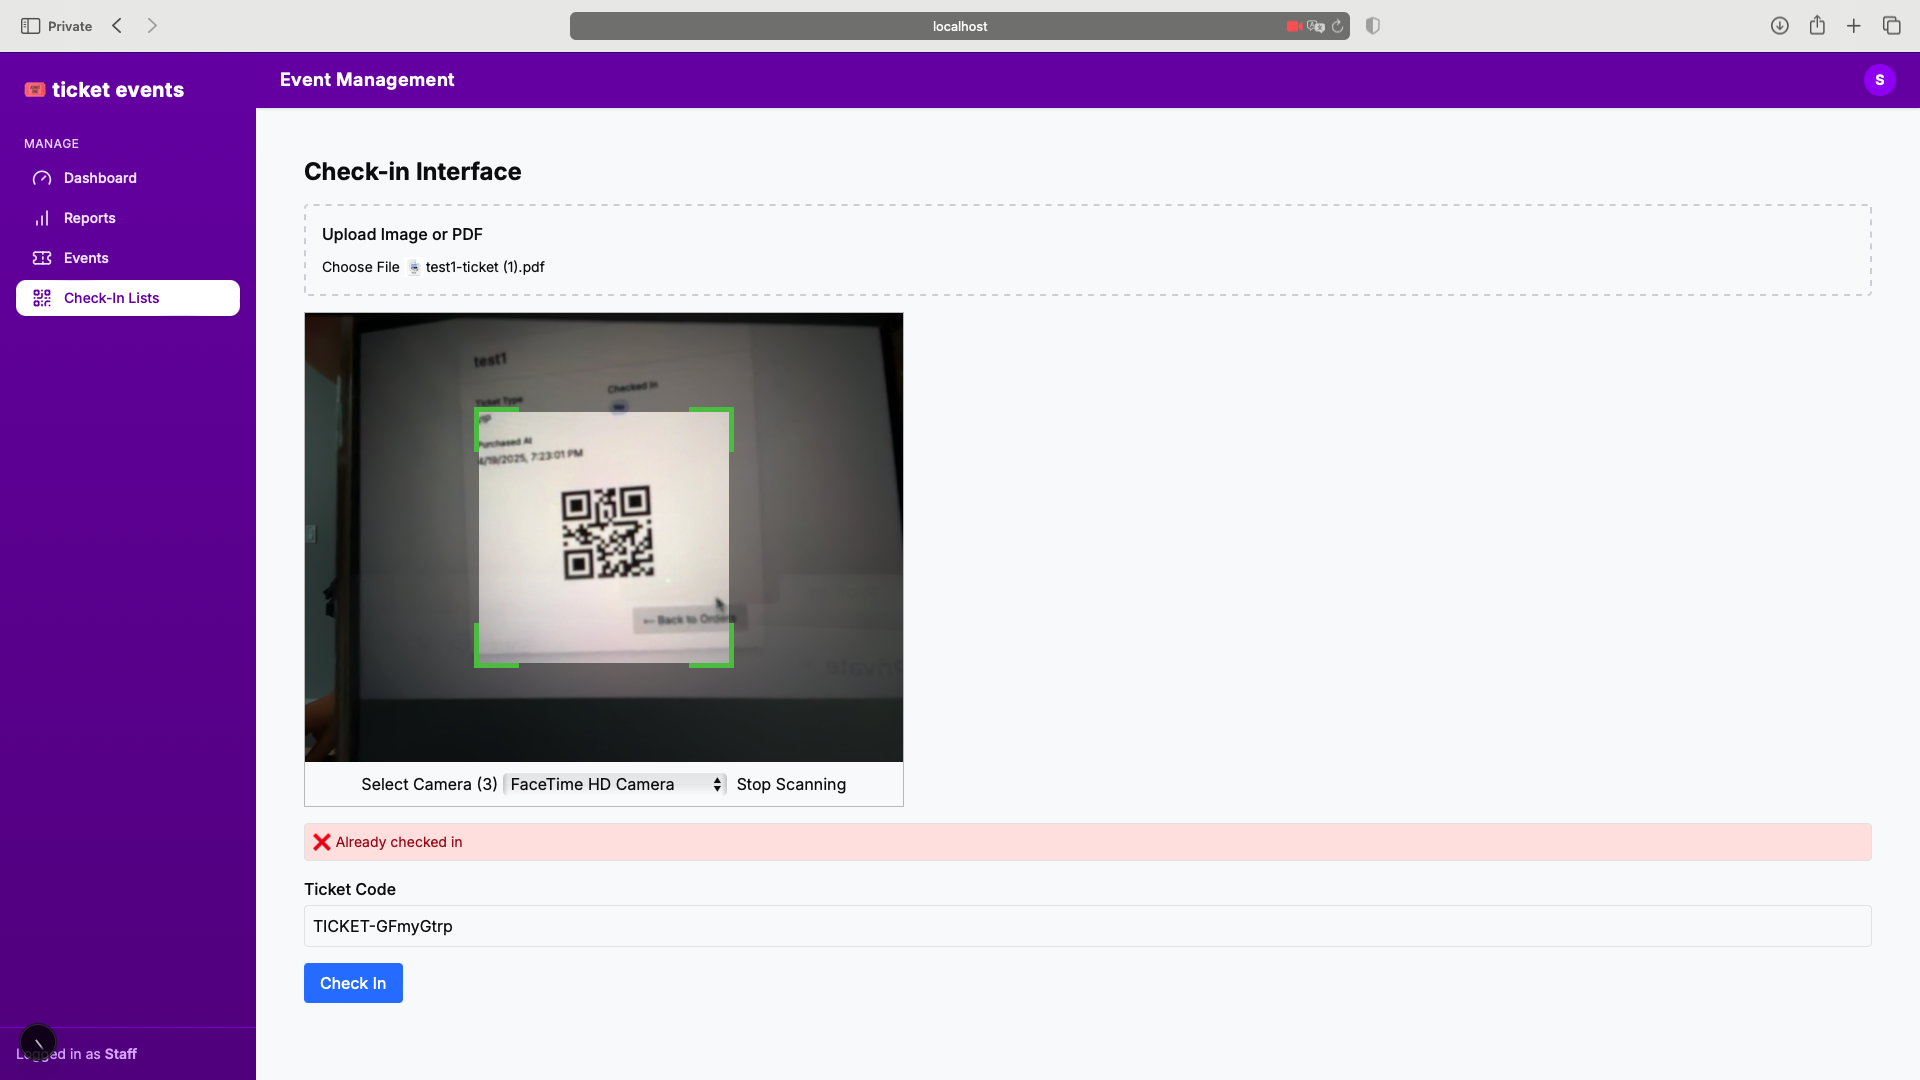 Private
localhost
ticket events
Event Management
S
MANAGE
Dashboard
Reports
Events
Check-In Lists
Check-in Interface
Upload Image or PDF
Choose File test1-ticket (1).pdf
test1
Ticket Type
Checked In
VIP
Purchased At
4/19/2025, 7:23:01 PM
← Back to Orders
Select Camera (3) FaceTime HD Camera Stop Scanning
❌ Already checked in
Ticket Code
TICKET-GFmyGtrp
Check In
Logged in as Staff